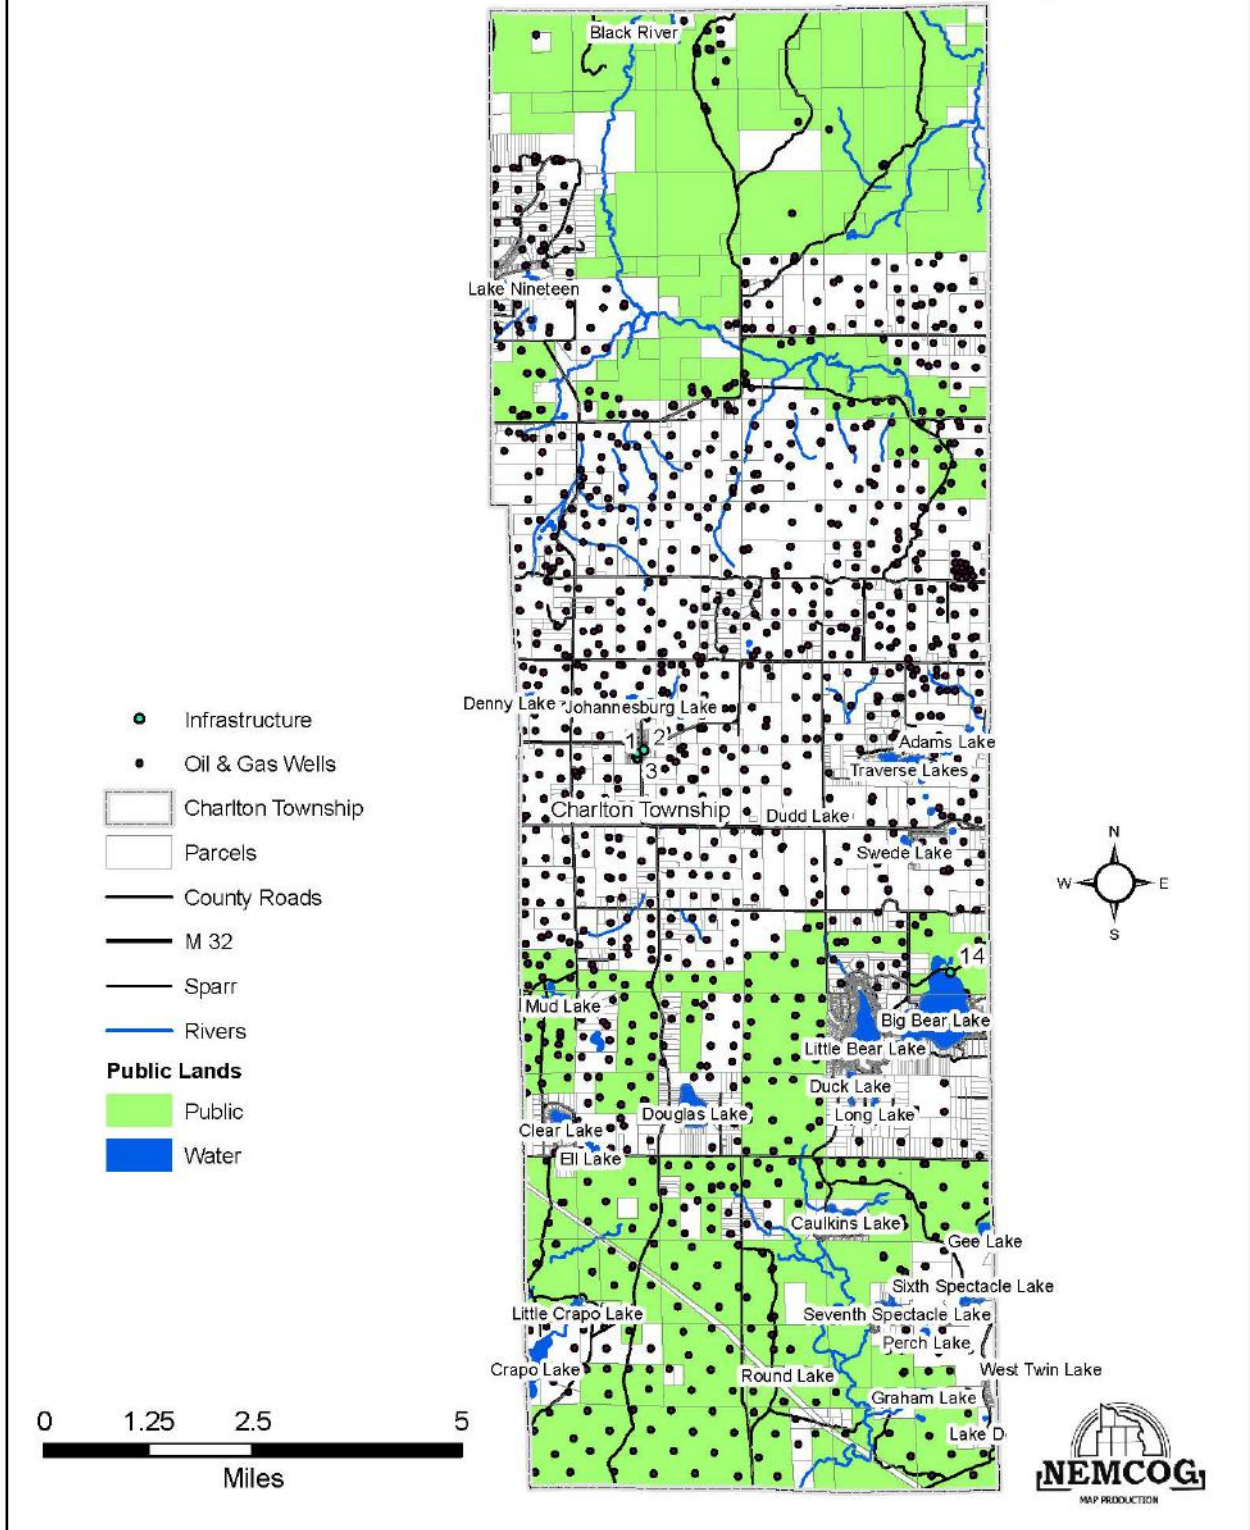 Black River
Lake Nineteen
Denny Lake
Johannesburg Lake
1
2
3
Adams Lake
Traverse Lakes
Charlton Township
Dudd Lake
Swede Lake
14
Mud Lake
Big Bear Lake
Little Bear Lake
Duck Lake
Douglas Lake
Long Lake
Clear Lake
Ell Lake
Caulkins Lake
Gee Lake
Sixth Spectacle Lake
Little Crapo Lake
Seventh Spectacle Lake
Perch Lake
Crapo Lake
Round Lake
West Twin Lake
Graham Lake
Lake D
Infrastructure
Oil & Gas Wells
Charlton Township
Parcels
County Roads
M 32
Sparr
Rivers
Public Lands
Public
Water
N
W E
S
0 1.25 2.5 5
Miles
NEMCOG
MAP PRODUCTION